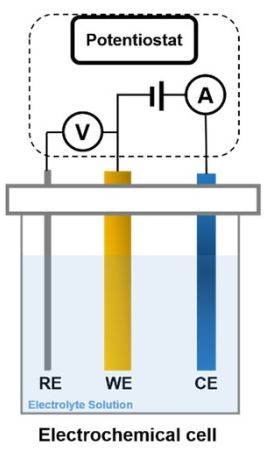 Potentiostat
A
V
RE WE CE
Electrolyte Solution
Electrochemical cell